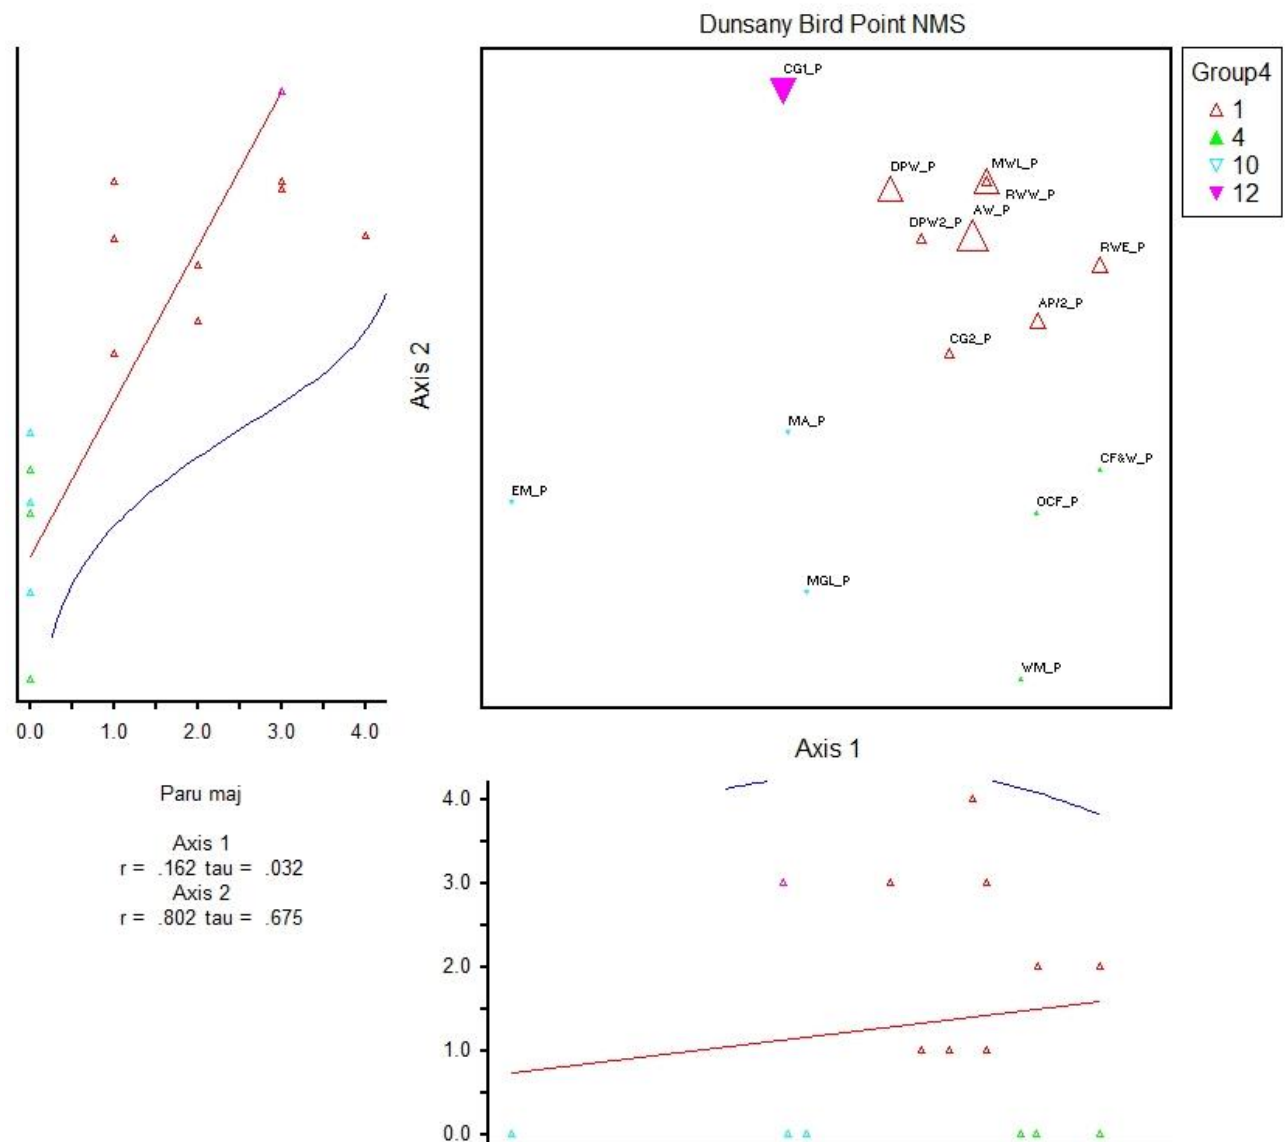 Dunsany Bird Point NMS
Group4
1
4
10
12
CG1_P
DPW_P
MWL_P
RWW_P
AW_P
DPW2_P
RWE_P
AP/2_P
CG2_P
MA_P
CF&W_P
EM_P
OCF_P
MGL_P
WM_P
Axis 2
0.0 1.0 2.0 3.0 4.0
Axis 1
Paru maj
Axis 1
r = .162 tau = .032
Axis 2
r = .802 tau = .675
4.0
3.0
2.0
1.0
0.0